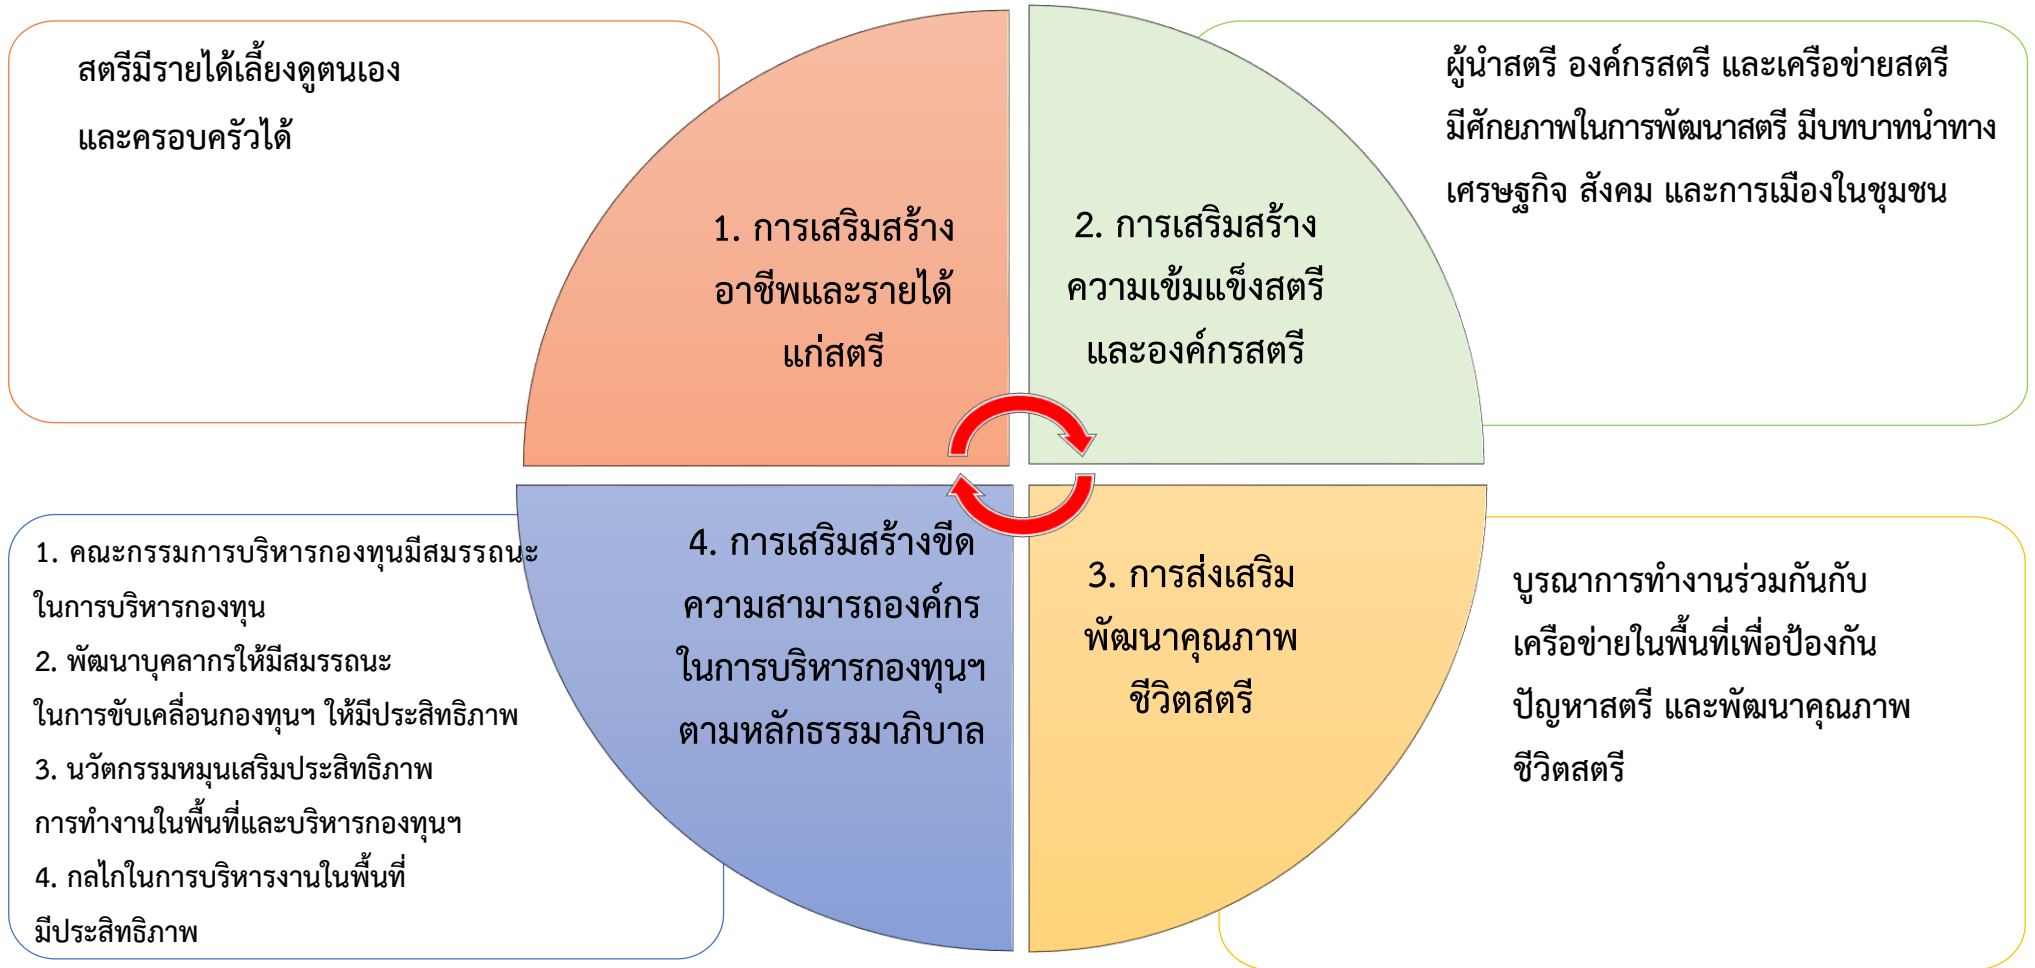 สตรีมีรายได้เลี้ยงดูตนเอง
และครอบครัวได้
1. การเสริมสร้าง
อาชีพและรายได้
แก่สตรี
2. การเสริมสร้าง
ความเข้มแข็งสตรี
และองค์กรสตรี
ผู้นำสตรี องค์กรสตรี และเครือข่ายสตรี
มีศักยภาพในการพัฒนาสตรี มีบทบาทนำทาง
เศรษฐกิจ สังคม และการเมืองในชุมชน
1. คณะกรรมการบริหารกองทุนมีสมรรถนะ
ในการบริหารกองทุน
2. พัฒนาบุคลากรให้มีสมรรถนะ
ในการขับเคลื่อนกองทุนฯ ให้มีประสิทธิภาพ
3. นวัตกรรมหมุนเสริมประสิทธิภาพ
การทำงานในพื้นที่และบริหารกองทุนฯ
4. กลไกในการบริหารงานในพื้นที่
มีประสิทธิภาพ
4. การเสริมสร้างขีด
ความสามารถองค์กร
ในการบริหารกองทุนฯ
ตามหลักธรรมาภิบาล
3. การส่งเสริม
พัฒนาคุณภาพ
ชีวิตสตรี
บูรณาการทำงานร่วมกันกับ
เครือข่ายในพื้นที่เพื่อป้องกัน
ปัญหาสตรี และพัฒนาคุณภาพ
ชีวิตสตรี